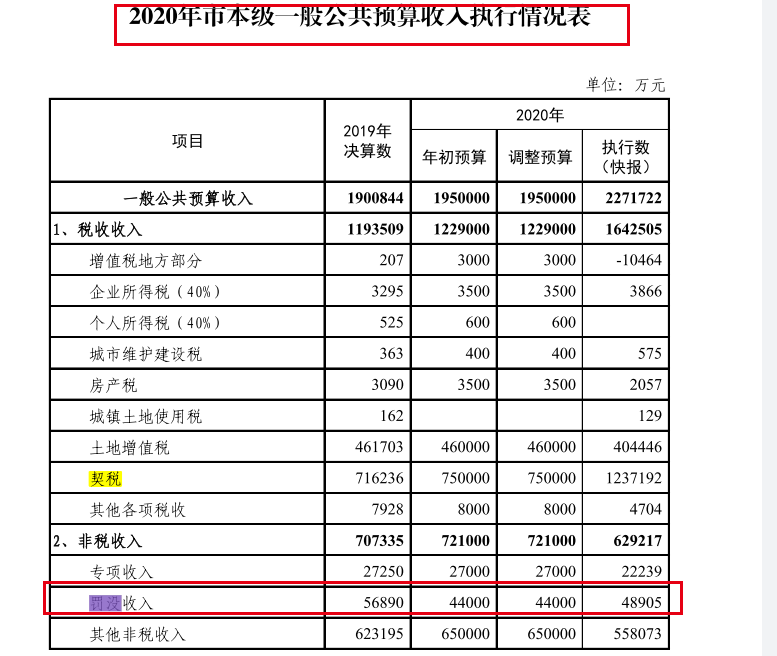 2020年市本级一般公共预算收入执行情况表
单位：万元
项目 2019年决算数 2020年
年初预算 调整预算 执行数（快报）
一般公共预算收入 1900844 1950000 1950000 2271722
1、税收收入 1193509 1229000 1229000 1642505
增值税地方部分 207 3000 3000 -10464
企业所得税（40%） 3295 3500 3500 3866
个人所得税（40%） 525 600 600
城市维护建设税 363 400 400 575
房产税 3090 3500 3500 2057
城镇土地使用税 162 129
土地增值税 461703 460000 460000 404446
契税 716236 750000 750000 1237192
其他各项税收 7928 8000 8000 4704
2、非税收入 707335 721000 721000 629217
专项收入 27250 27000 27000 22239
罚没收入 56890 44000 44000 48905
其他非税收入 623195 650000 650000 558073